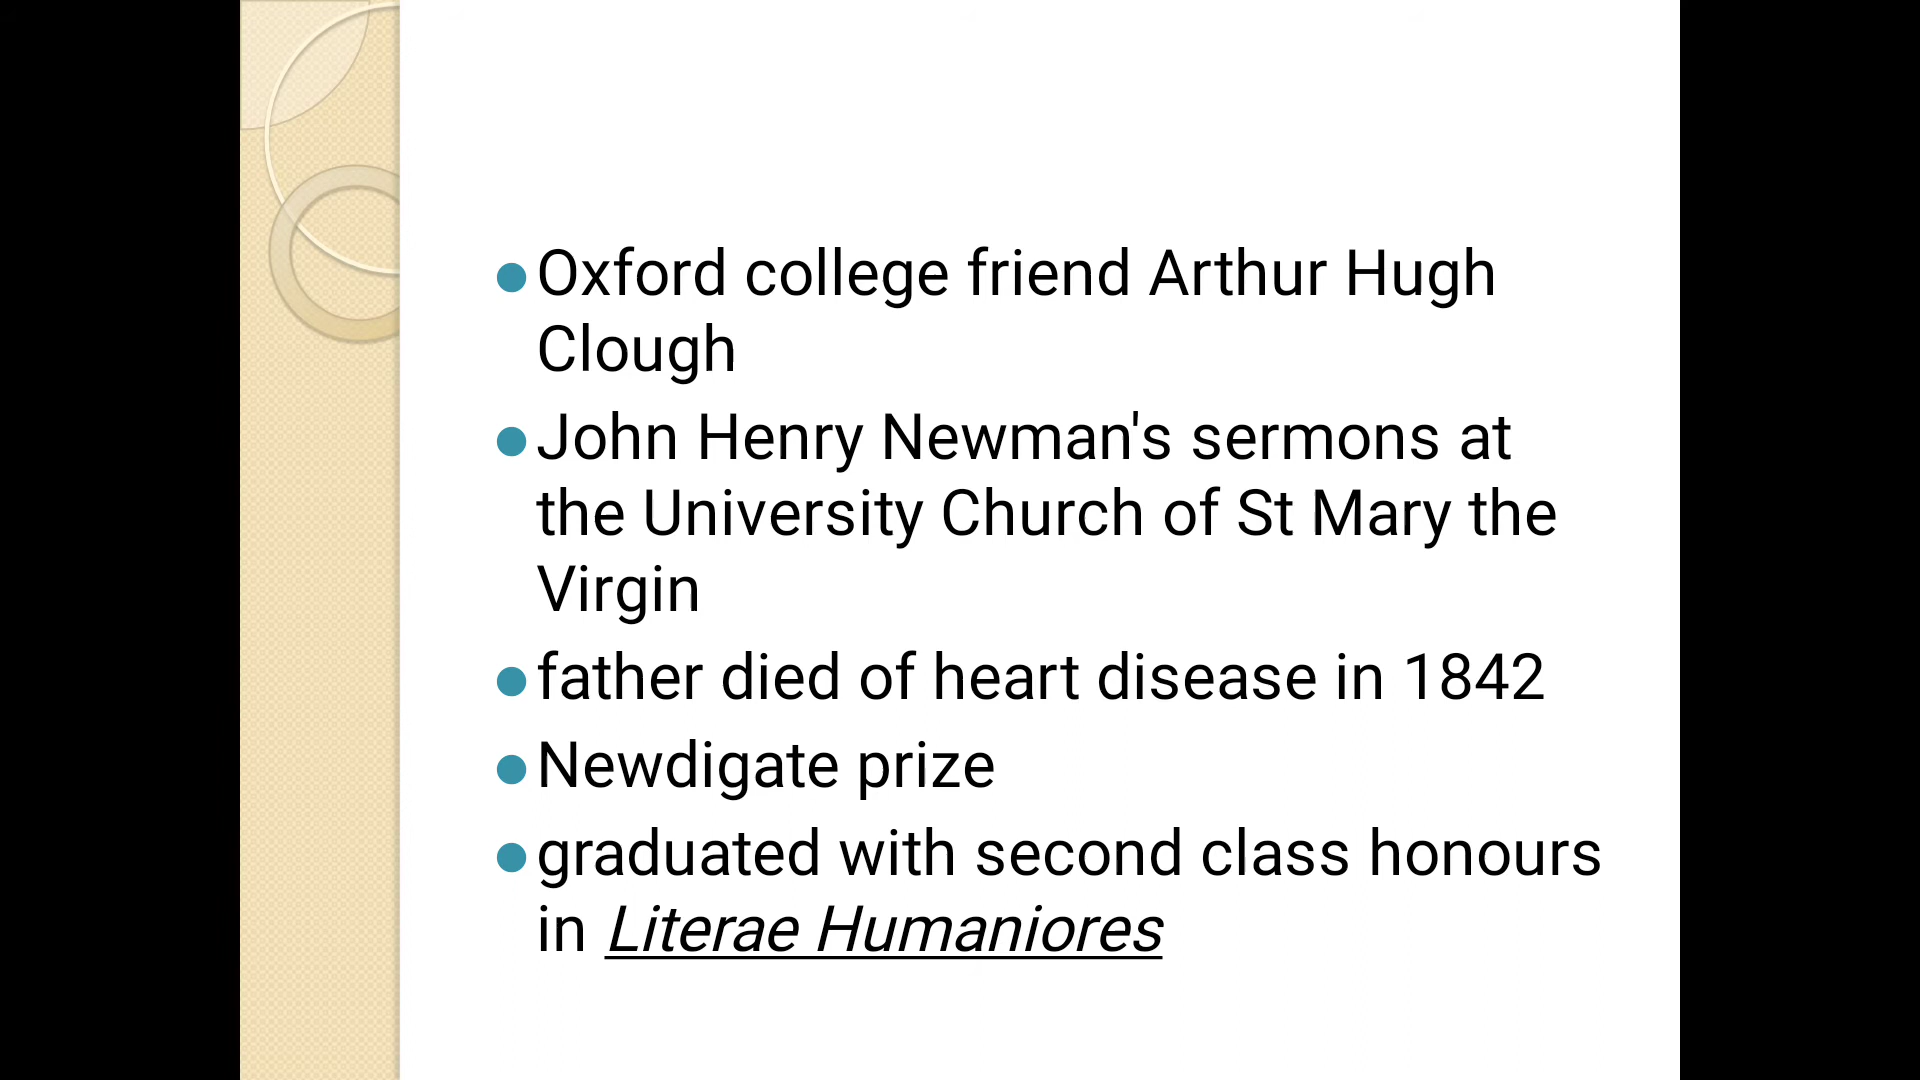 Oxford college friend Arthur Hugh
Clough
John Henry Newman's sermons at
the University Church of St Mary the
Virgin
father died of heart disease in 1842
Newdigate prize
graduated with second class honours
in Literae Humaniores